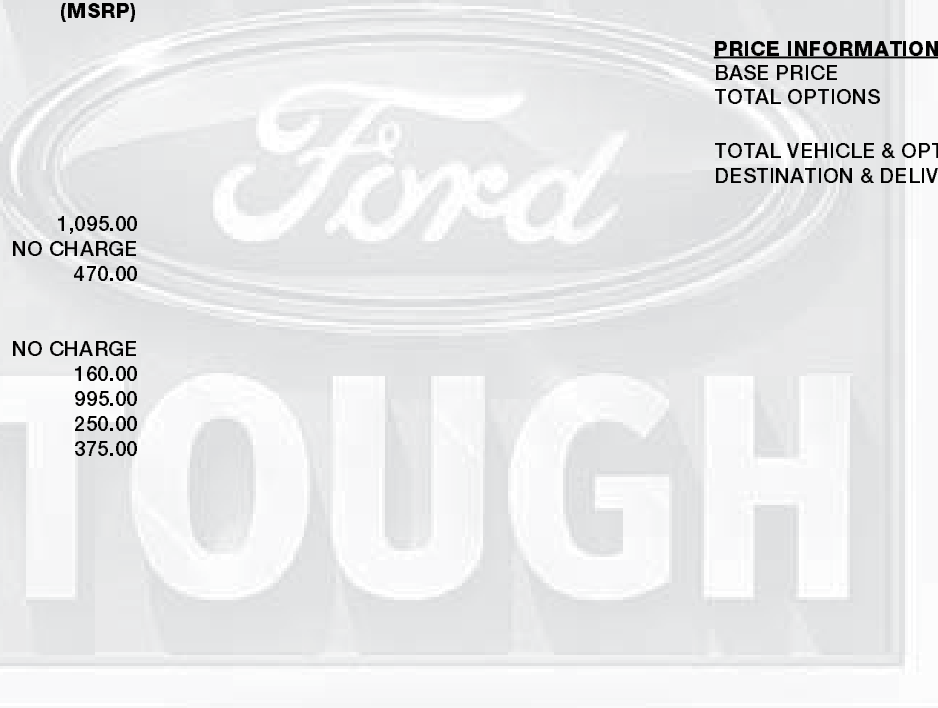 (MSRP)
1,095.00
NO CHARGE
470.00
NO CHARGE
160.00
995.00
250.00
375.00
PRICE INFORMATION
BASE PRICE
TOTAL OPTIONS
TOTAL VEHICLE & OPT
DESTINATION & DELIV
Ford
TOUGH